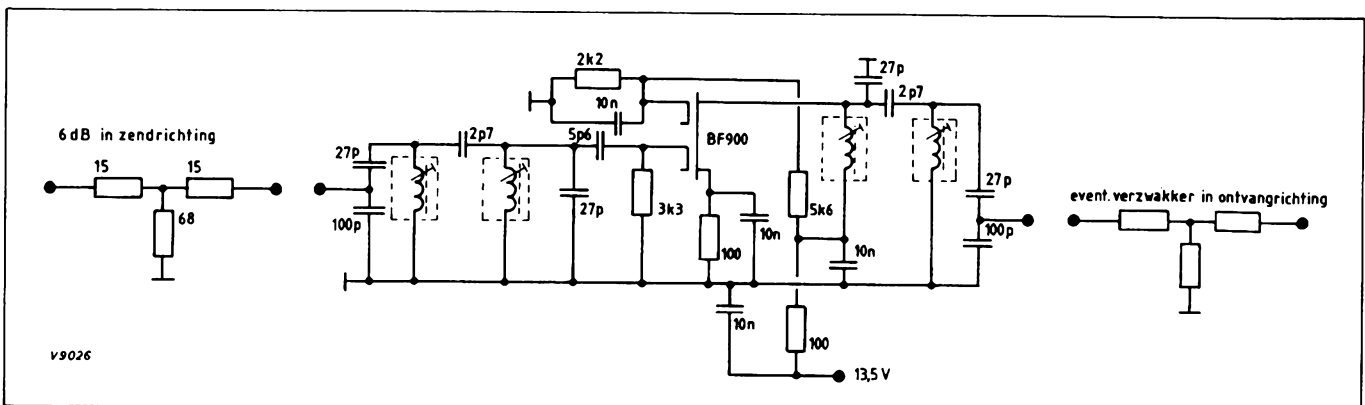 6 dB in zendrichting
15
15
68
27p
100p
2p7
27p
5p6
2k2
10n
3k3
BF900
100
10n
10n
5k6
100
13,5 V
10n
27p
2p7
27p
100p
event. verzwakker in ontvangrichting
V9026